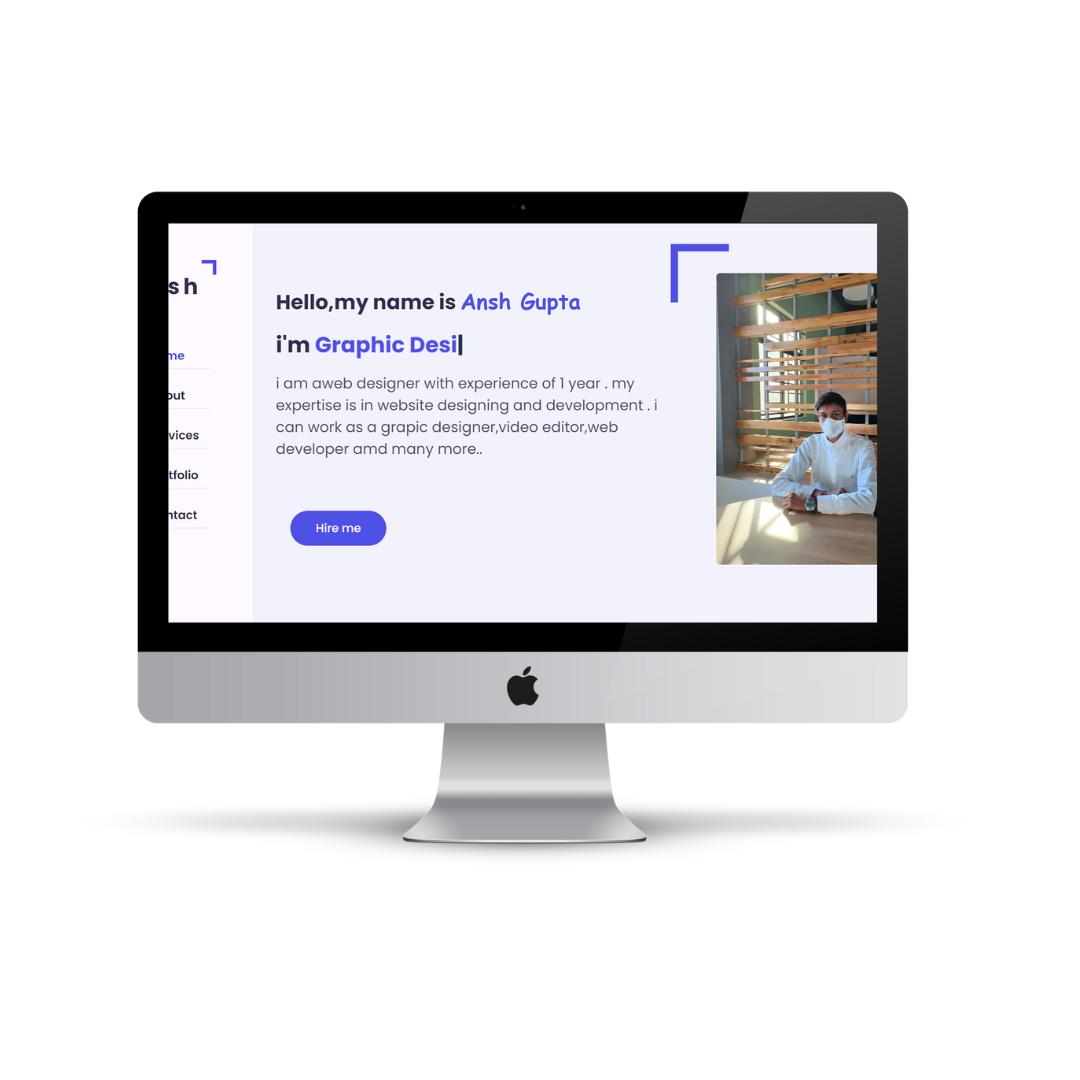 sh
me
out
vices
tfolio
ntact
Hello,my name is Ansh Gupta
i'm Graphic Desi
i am aweb designer with experience of 1 year . my
expertise is in website designing and development . i
can work as a grapic designer,video editor,web
developer amd many more..
Hire me